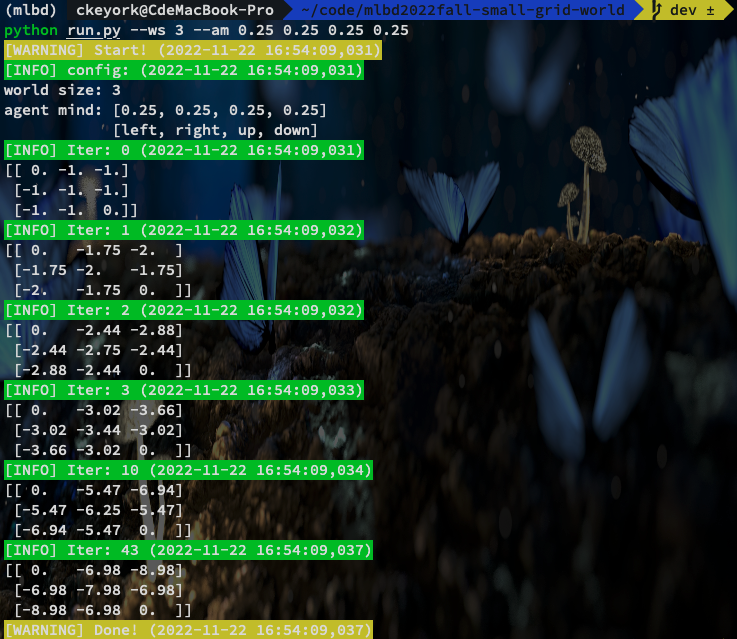 (mlbd) ckeyork@CdeMacBook-Pro ~/code/mlbd2022fall-small-grid-world dev ±
python run.py --ws 3 --am 0.25 0.25 0.25 0.25
[WARNING] Start! (2022-11-22 16:54:09,031)
[INFO] config: (2022-11-22 16:54:09,031)
world size: 3
agent mind: [0.25, 0.25, 0.25, 0.25]
            [left, right, up, down]
[INFO] Iter: 0 (2022-11-22 16:54:09,031)
[[ 0. -1. -1.]
 [-1. -1. -1.]
 [-1. -1.  0.]]
[INFO] Iter: 1 (2022-11-22 16:54:09,032)
[[ 0.   -1.75 -2.  ]
 [-1.75 -2.   -1.75]
 [-2.   -1.75  0.  ]]
[INFO] Iter: 2 (2022-11-22 16:54:09,032)
[[ 0.   -2.44 -2.88]
 [-2.44 -2.75 -2.44]
 [-2.88 -2.44  0.  ]]
[INFO] Iter: 3 (2022-11-22 16:54:09,033)
[[ 0.   -3.02 -3.66]
 [-3.02 -3.44 -3.02]
 [-3.66 -3.02  0.  ]]
[INFO] Iter: 10 (2022-11-22 16:54:09,034)
[[ 0.   -5.47 -6.94]
 [-5.47 -6.25 -5.47]
 [-6.94 -5.47  0.  ]]
[INFO] Iter: 43 (2022-11-22 16:54:09,037)
[[ 0.   -6.98 -8.98]
 [-6.98 -7.98 -6.98]
 [-8.98 -6.98  0.  ]]
[WARNING] Done! (2022-11-22 16:54:09,037)